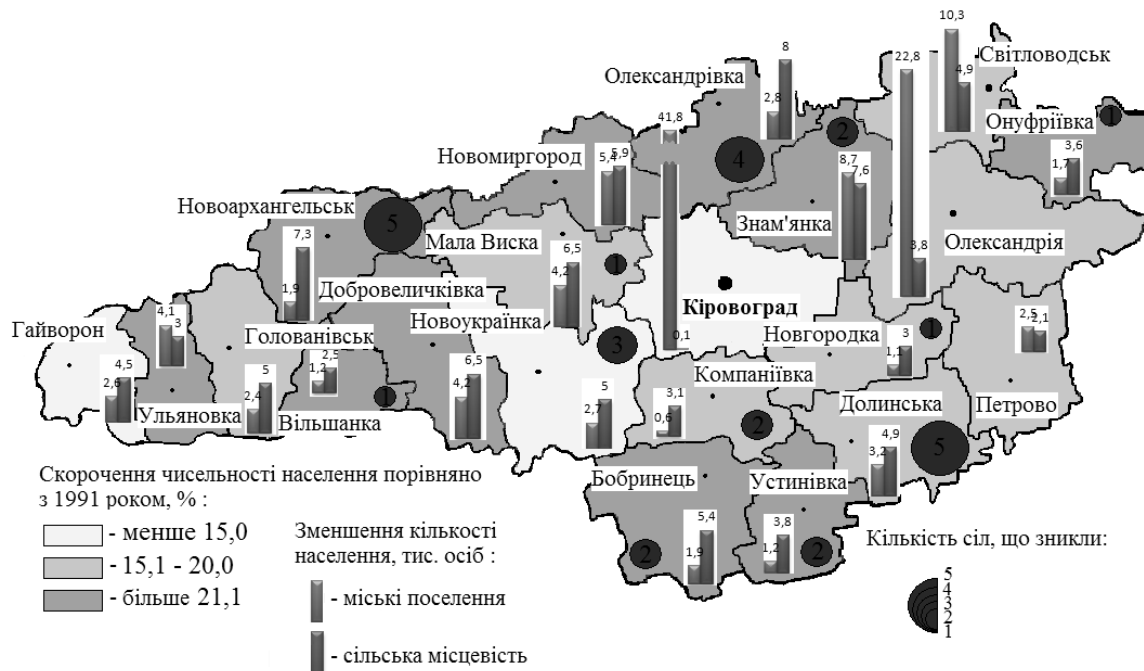 10,3
8
Світловодськ
22,8
4,9
Олександрівка
2,8
1
41,8
2
Онуфріївка
3,6
4
Новомиргород
5,4
5,9
8,7
7,6
1,7
Новоархангельськ
5
Знам'янка
Мала Виска
Олександрія
7,3
6,5
1
3,8
Добровеличківка
4,2
1,9
Кіровоград
4,1
3
Гайворон
Новоукраїнка
Голованівськ
3
0,1
Новгородка
1
2,5
2,1
3
2,5
1,2
6,5
1,1
4,5
5
Компаніївка
2,6
2,4
1
4,2
5
3,1
Долинська
Петрово
Ульяновка
Вільшанка
2,7
0,6
2
5
4,9
3,2
Скорочення чисельності населення порівняно
з 1991 роком, % :
Бобринець
Устинівка
- менше 15,0
- 15,1 - 20,0
- більше 21,1
Зменшення кількості
населення, тис. осіб :
- міські поселення
- сільська місцевість
5,4
3,8
2
1,9
1,2
2
Кількість сіл, що зникли:
5
4
3
2
1